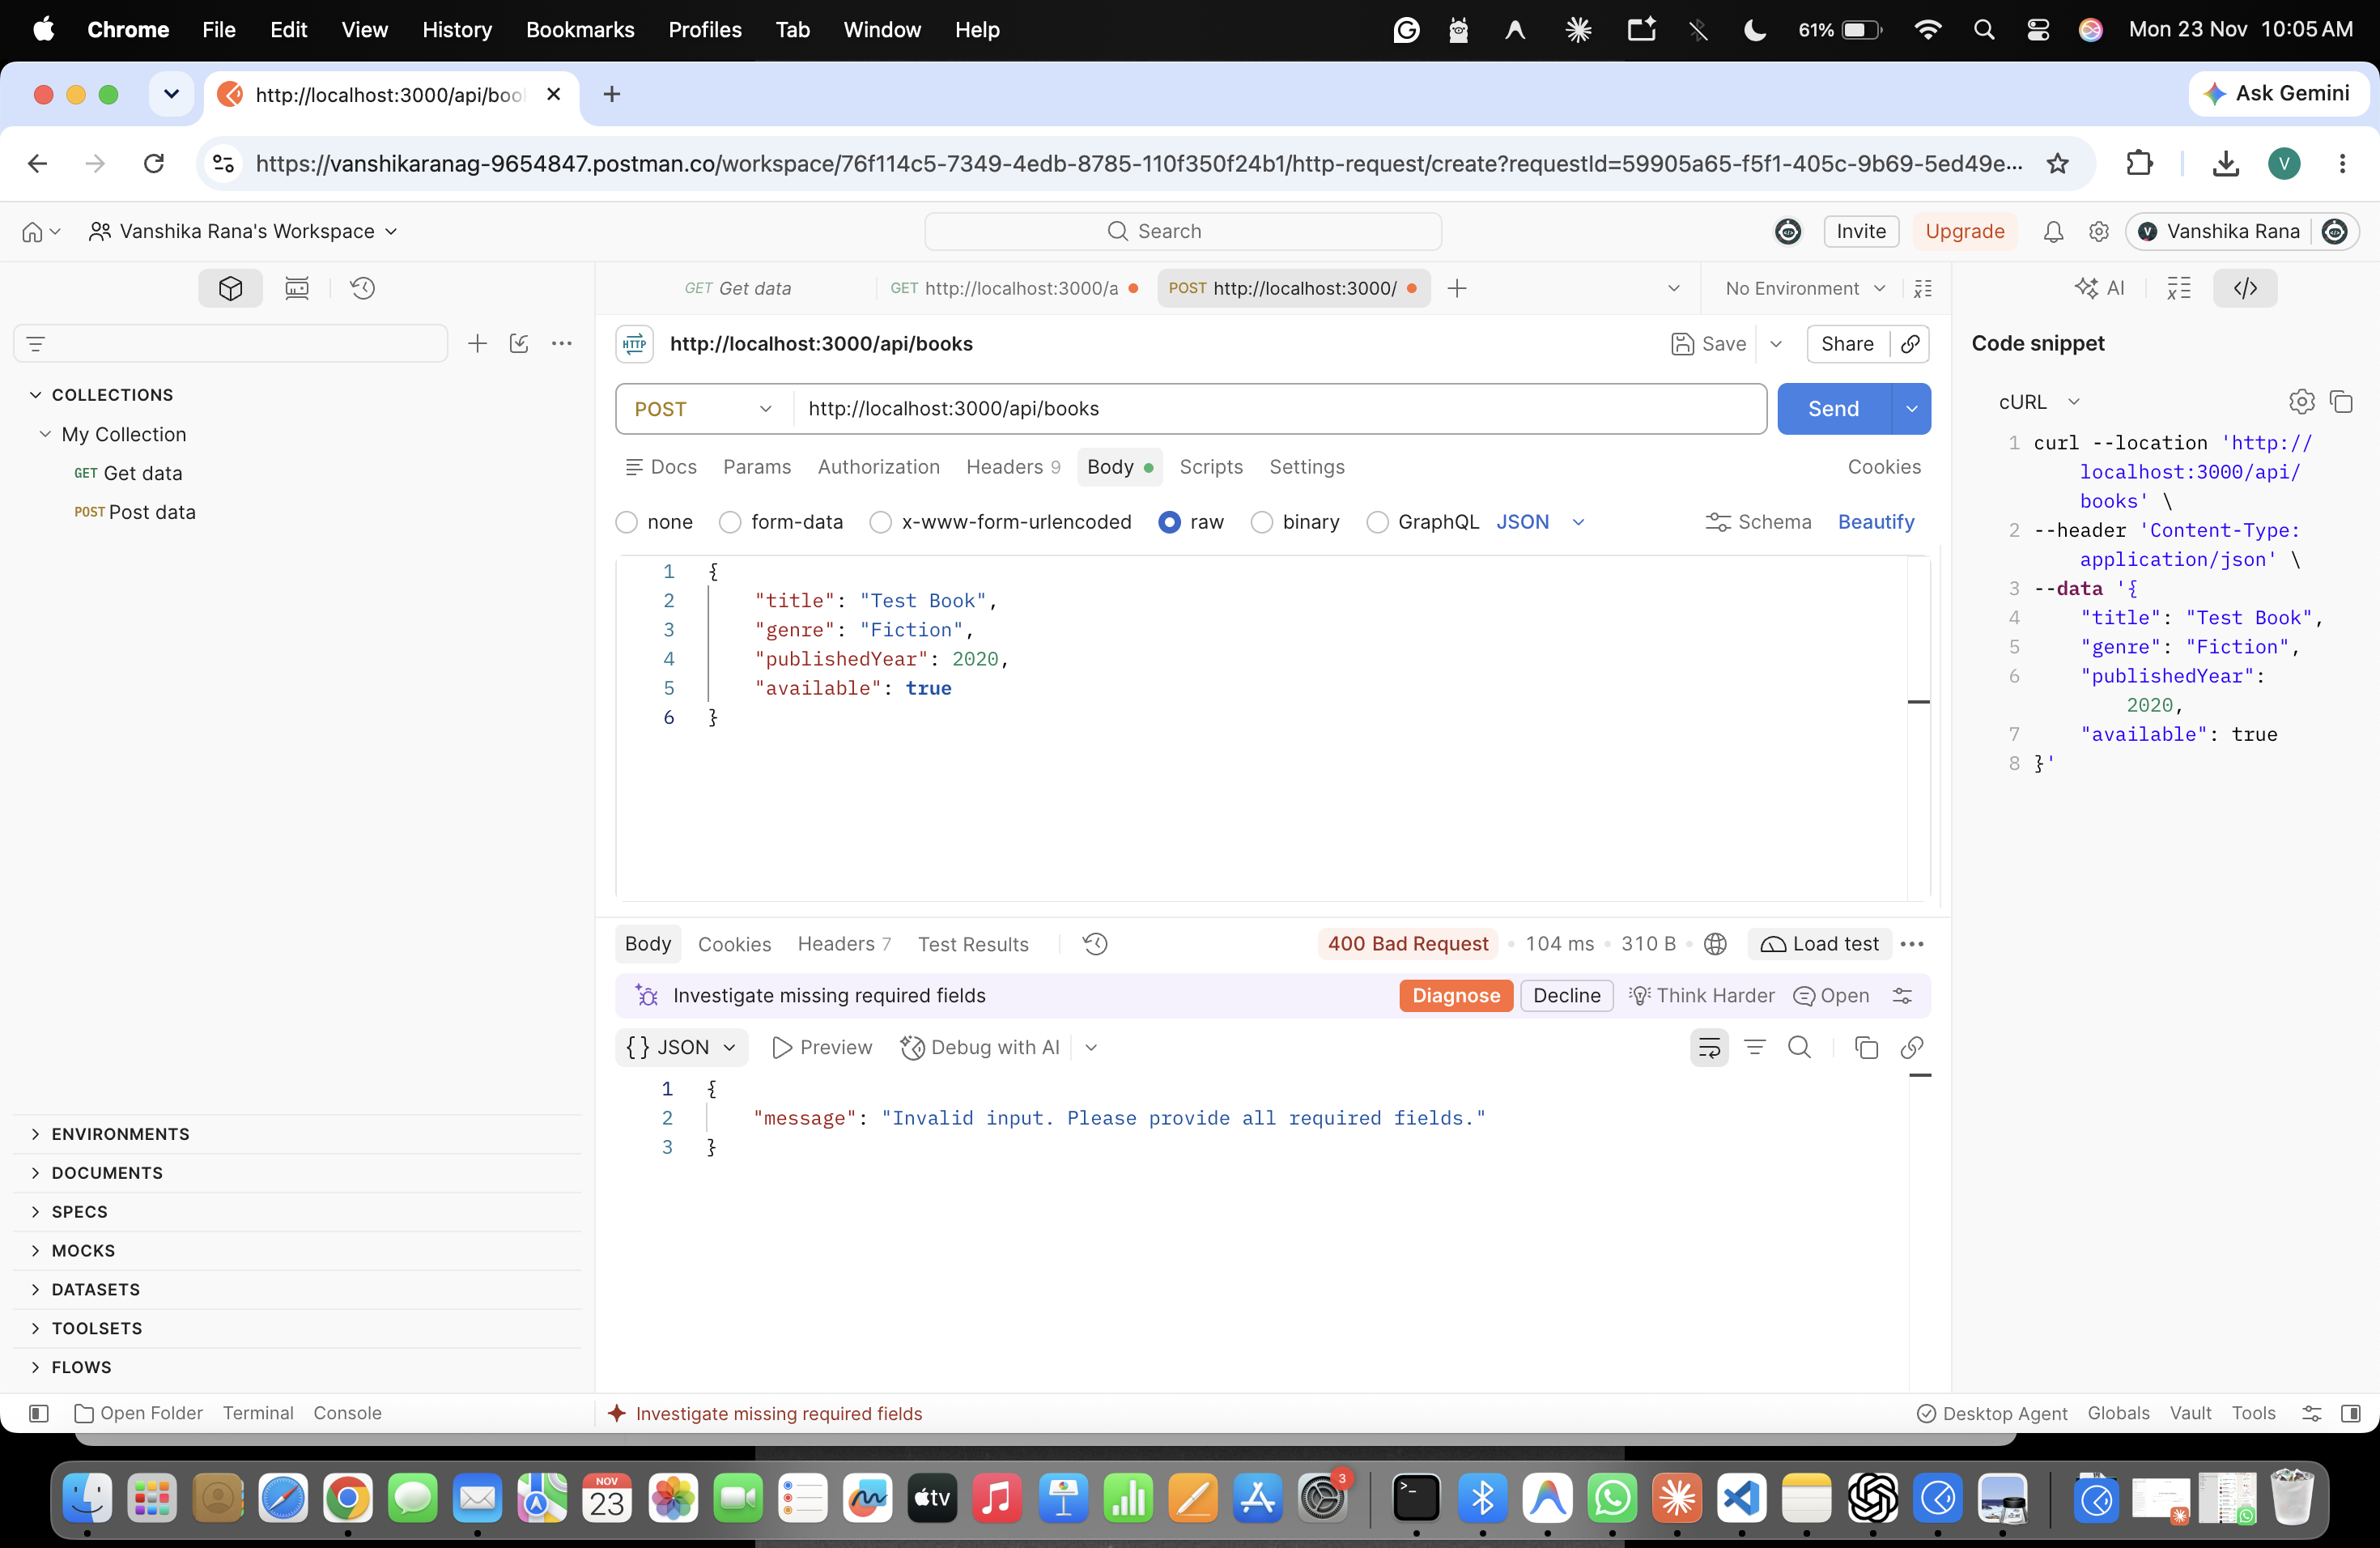 Chrome File Edit View History Bookmarks Profiles Tab Window Help 61% Mon 23 Nov 10:05 AM
http://localhost:3000/api/boo
Ask Gemini
https://vanshikaranag-9654847.postman.co/workspace/76f114c5-7349-4edb-8785-110f350f24b1/http-request/create?requestId=59905a65-f5f1-405c-9b69-5ed49e...
V
Vanshika Rana's Workspace Search Invite Upgrade V Vanshika Rana
GET Get data GET http://localhost:3000/a POST http://localhost:3000/ No Environment AI
HTTP http://localhost:3000/api/books Save Share
Code snippet
COLLECTIONS
My Collection
GET Get data
POST Post data
POST http://localhost:3000/api/books Send
Docs Params Authorization Headers 9 Body Scripts Settings Cookies
none form-data x-www-form-urlencoded raw binary GraphQL JSON Schema Beautify
1 {
2 "title": "Test Book",
3 "genre": "Fiction",
4 "publishedYear": 2020,
5 "available": true
6 }
cURL
1 curl --location 'http://
localhost:3000/api/
books' \
2 --header 'Content-Type:
application/json' \
3 --data '{
4 "title": "Test Book",
5 "genre": "Fiction",
6 "publishedYear":
2020,
7 "available": true
8 }'
Body Cookies Headers 7 Test Results 400 Bad Request 104 ms 310 B Load test
Investigate missing required fields Diagnose Decline Think Harder Open
{} JSON Preview Debug with AI
1 {
2 "message": "Invalid input. Please provide all required fields."
3 }
ENVIRONMENTS
DOCUMENTS
SPECS
MOCKS
DATASETS
TOOLSETS
FLOWS
Open Folder Terminal Console Investigate missing required fields Desktop Agent Globals Vault Tools
NOV
23
tv
3